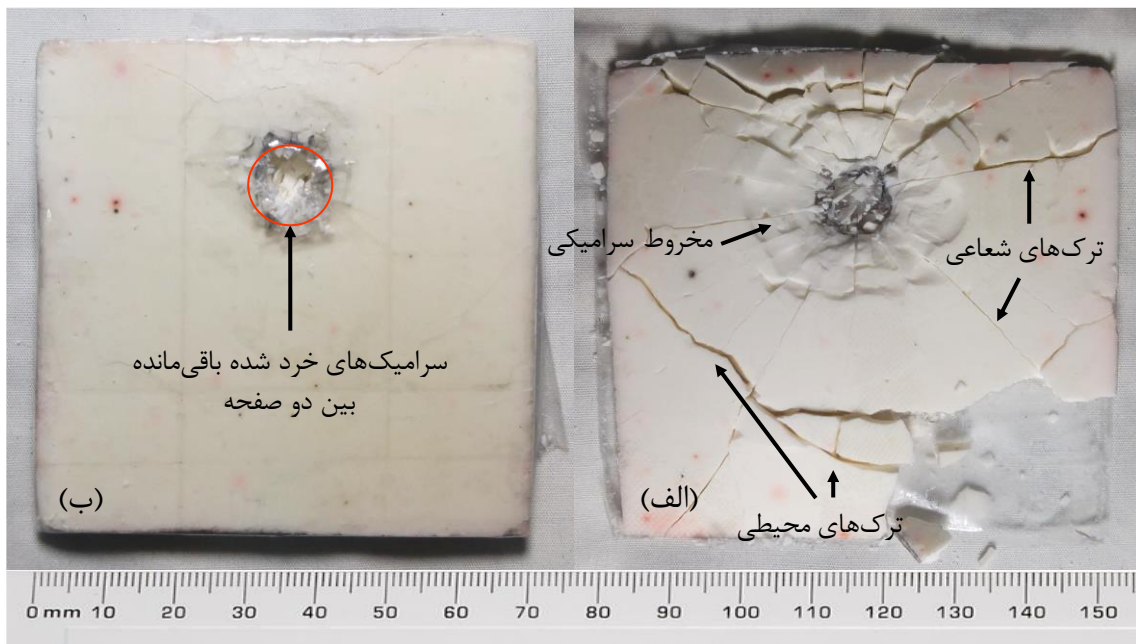 مخروط سرامیکی
ترک‌های شعاعی
سرامیک‌های خرد شده باقی‌مانده
بین دو صفحه
(ب)
(الف)
ترک‌های محیطی
0 mm 10 20 30 40 50 60 70 80 90 100 110 120 130 140 150